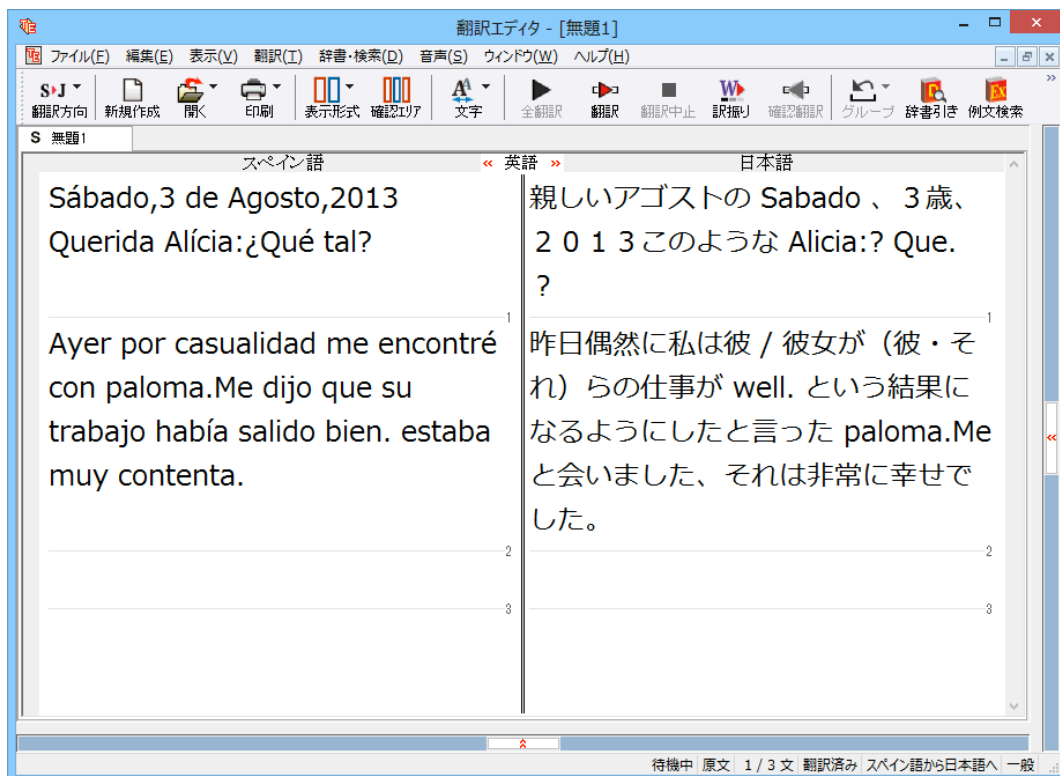 翻訳エディタ - [無題1]
ファイル(F) 編集(E) 表示(V) 翻訳(T) 辞書・検索(D) 音声(S) ウィンドウ(W) ヘルプ(H)
S▸J
翻訳方向 新規作成 開く 印刷 表示形式 確認エリア 文字 全翻訳 翻訳 翻訳中止 訳振り 確認翻訳 グループ 辞書引き 例文検索
S 無題1
スペイン語 « 英語 » 日本語
Sábado,3 de Agosto,2013
Querida Alícia:¿Qué tal?
1
Ayer por casualidad me encontré
con paloma.Me dijo que su
trabajo había salido bien. estaba
muy contenta.
2
3
親しいアゴストの Sabado 、 3歳、
2013このような Alicia:? Que.
?
1
昨日偶然に私は彼 / 彼女が(彼・そ
れ)らの仕事が well. という結果に
なるようにしたと言った paloma.Me
と会いました、それは非常に幸せで
した。
2
3
待機中 原文 1 / 3 文 翻訳済み スペイン語から日本語へ 一般